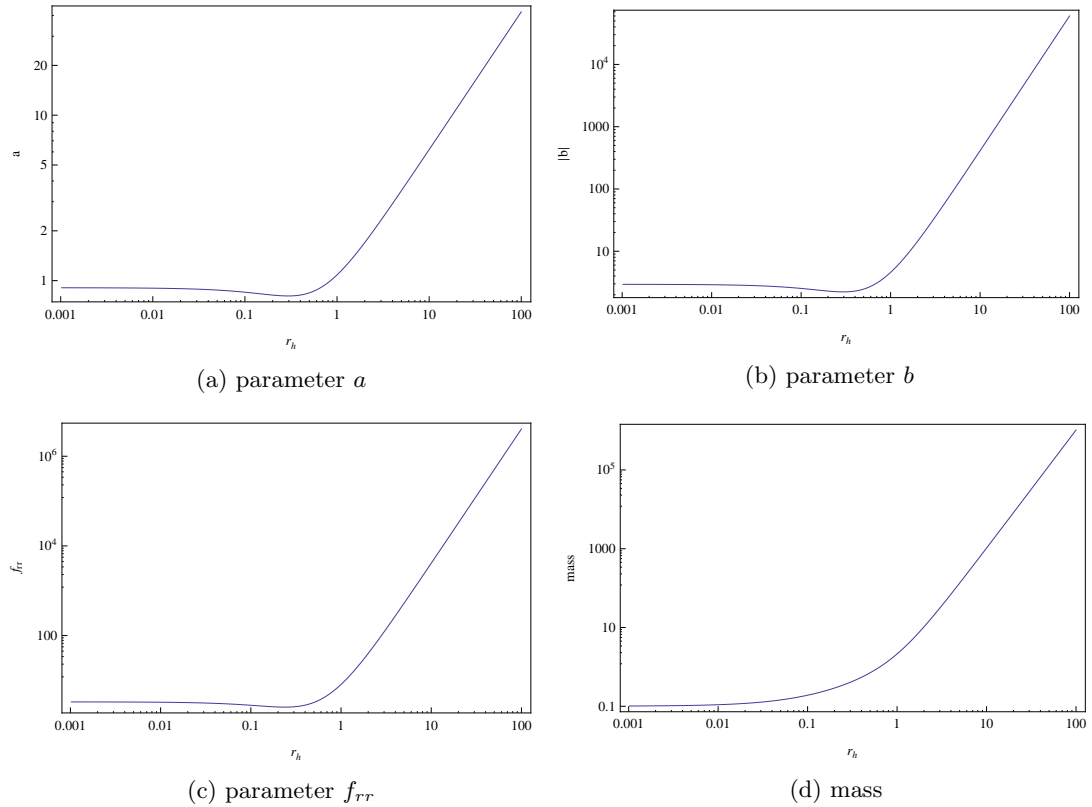 20
10
5
2
1
a
0.001 0.01 0.1 1 10 100
r_h
(a) parameter a
10^4
1000
100
10
|b|
0.001 0.01 0.1 1 10 100
r_h
(b) parameter b
10^6
10^4
100
f_rr
0.001 0.01 0.1 1 10 100
r_h
(c) parameter f_rr
10^5
1000
10
0.1
mass
0.001 0.01 0.1 1 10 100
r_h
(d) mass